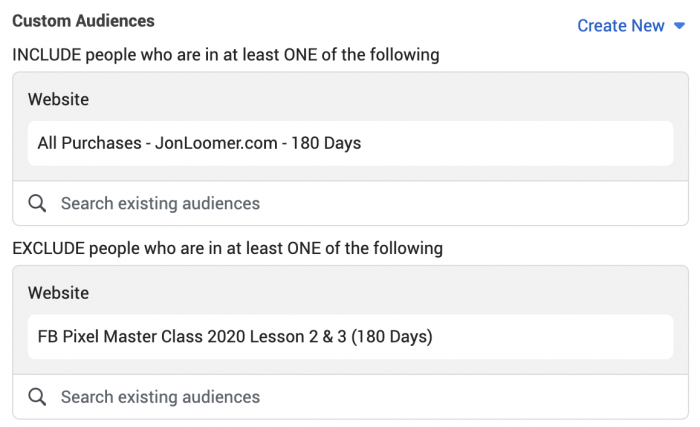 Custom Audiences
Create New
INCLUDE people who are in at least ONE of the following
Website
All Purchases - JonLoomer.com - 180 Days
Search existing audiences
EXCLUDE people who are in at least ONE of the following
Website
FB Pixel Master Class 2020 Lesson 2 & 3 (180 Days)
Search existing audiences